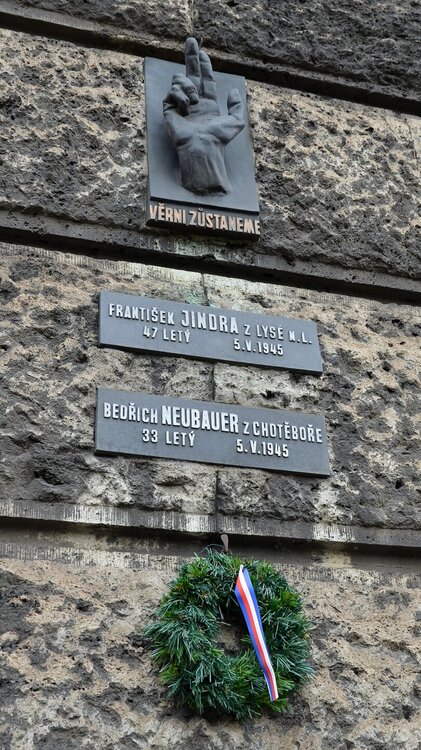 VĚRNI ZŮSTANEME
FRANTIŠEK JINDRA Z LYSÉ N.L.
47 LETÝ 5.V.1945
BEDŘICH NEUBAUER Z CHOTĚBOŘE
33 LETÝ 5.V.1945